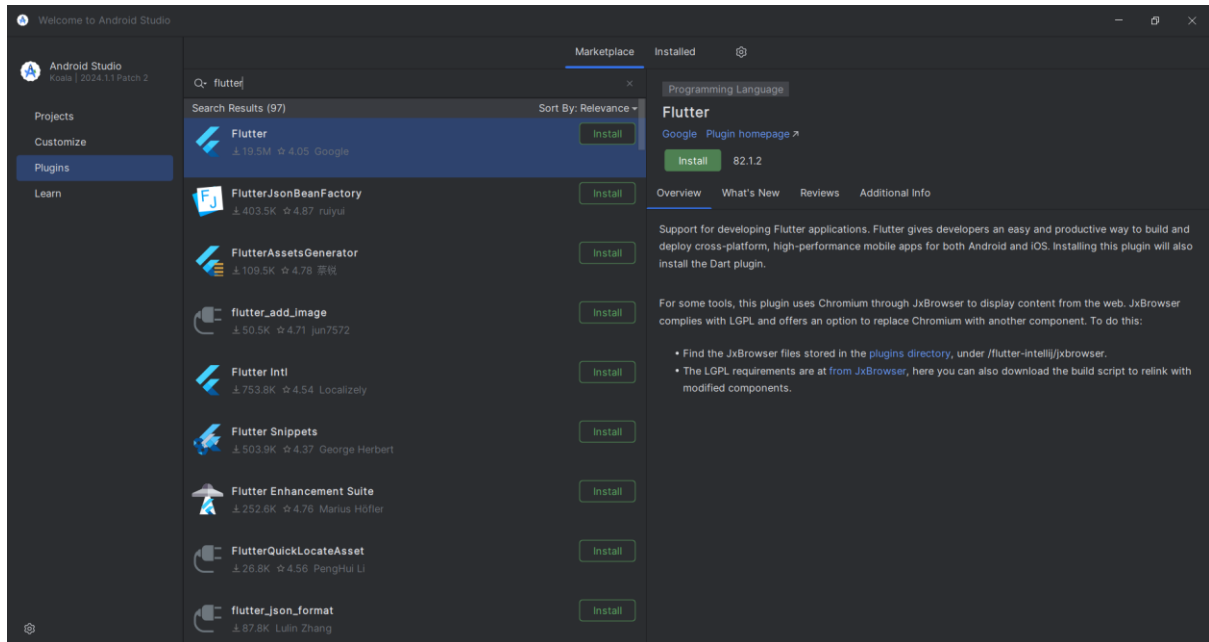 Welcome to Android Studio
Android Studio
Koala | 2024.1.1 Patch 2
Projects
Customize
Plugins
Learn
Marketplace
Installed
flutter
Search Results (97)
Sort By: Relevance
Flutter
Install
19.5M 4.05 Google
FlutterJsonBeanFactory
Install
403.5K 4.87 ruiyui
FlutterAssetsGenerator
Install
109.5K 4.78 蔡锐
flutter_add_image
Install
50.5K 4.71 jun7572
Flutter Intl
Install
753.8K 4.54 Localizely
Flutter Snippets
Install
503.9K 4.37 George Herbert
Flutter Enhancement Suite
Install
252.6K 4.76 Marius Höfler
FlutterQuickLocateAsset
Install
26.8K 4.56 PengHui Li
flutter_json_format
Install
87.8K Lulin Zhang
Programming Language
Flutter
Google Plugin homepage ↗
Install 82.1.2
Overview What's New Reviews Additional Info
Support for developing Flutter applications. Flutter gives developers an easy and productive way to build and
deploy cross-platform, high-performance mobile apps for both Android and iOS. Installing this plugin will also
install the Dart plugin.
For some tools, this plugin uses Chromium through JxBrowser to display content from the web. JxBrowser
complies with LGPL and offers an option to replace Chromium with another component. To do this:
• Find the JxBrowser files stored in the plugins directory, under /flutter-intellij/jxbrowser.
• The LGPL requirements are at from JxBrowser, here you can also download the build script to relink with
modified components.